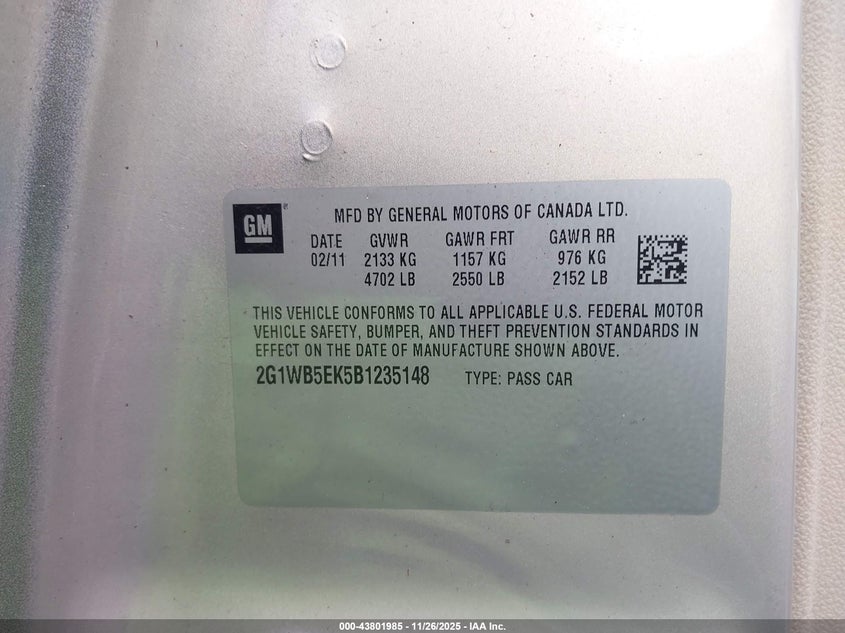 GM
MFD BY GENERAL MOTORS OF CANADA LTD.
DATE GVWR GAWR FRT GAWR RR
02/11 2133 KG 1157 KG 976 KG
4702 LB 2550 LB 2152 LB
THIS VEHICLE CONFORMS TO ALL APPLICABLE U.S. FEDERAL MOTOR
VEHICLE SAFETY, BUMPER, AND THEFT PREVENTION STANDARDS IN
EFFECT ON THE DATE OF MANUFACTURE SHOWN ABOVE.
2G1WB5EK5B1235148 TYPE: PASS CAR
000-43801985 - 11/26/2025 - IAA Inc.